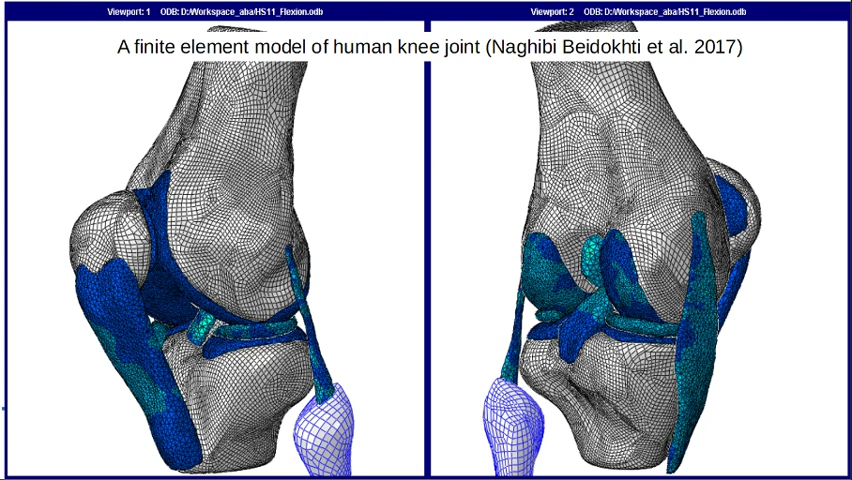 Viewport: 1 ODB: D:/Workspace_aba/HS11_Flexion.odb
Viewport: 2 ODB: D:/Workspace_aba/HS11_Flexion.odb
A finite element model of human knee joint (Naghibi Beidokhti et al. 2017)